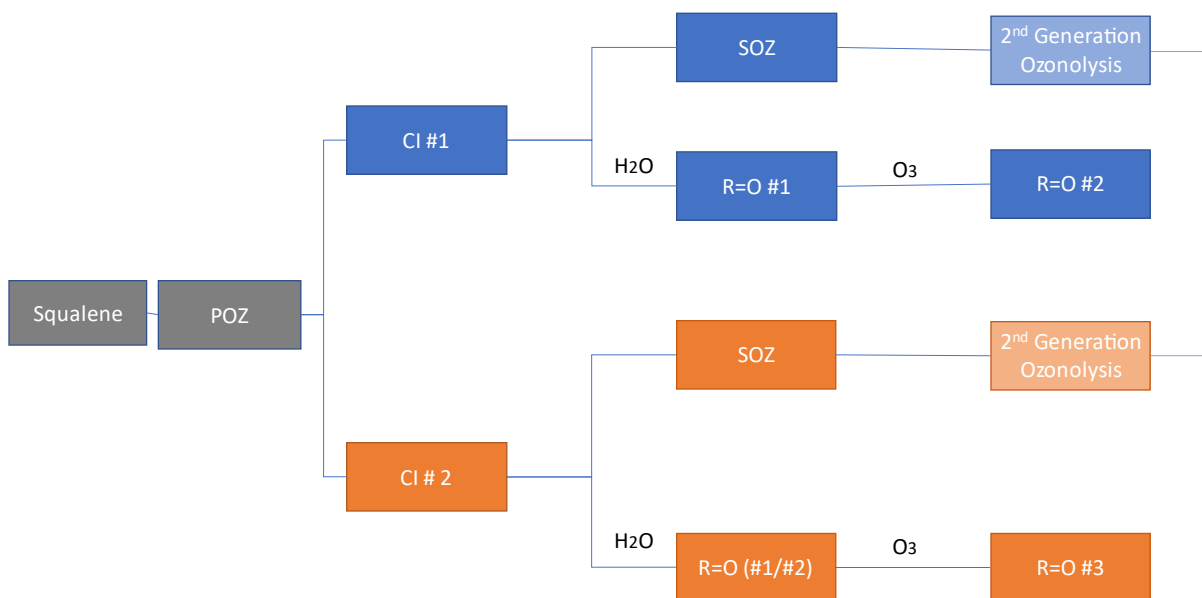 SOZ
2nd Generation
Ozonolysis
CI #1
H2O
R=O #1
O3
R=O #2
Squalene
POZ
SOZ
2nd Generation
Ozonolysis
CI # 2
H2O
R=O (#1/#2)
O3
R=O #3